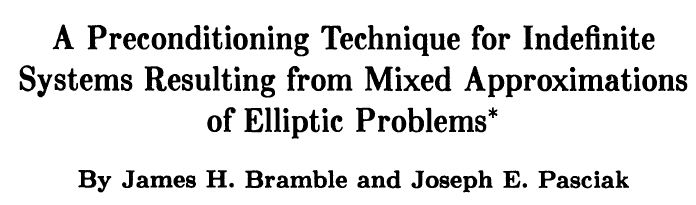 A Preconditioning Technique for Indefinite
Systems Resulting from Mixed Approximations
of Elliptic Problems*
By James H. Bramble and Joseph E. Pasciak